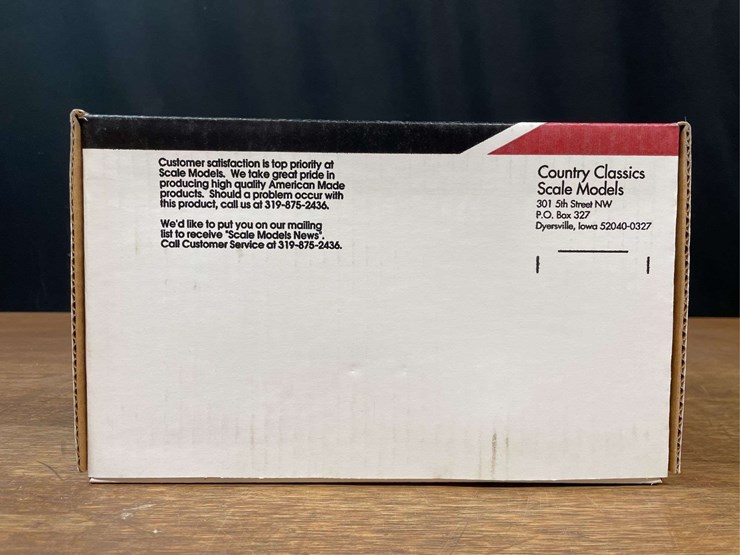 Customer satisfaction is top priority at
Scale Models. We take great pride in
producing high quality American Made
products. Should a problem occur with
this product, call us at 319-875-2436.
We'd like to put you on our mailing
list to receive "Scale Models News".
Call Customer Service at 319-875-2436.
Country Classics
Scale Models
301 5th Street NW
P.O. Box 327
Dyersville, Iowa 52040-0327